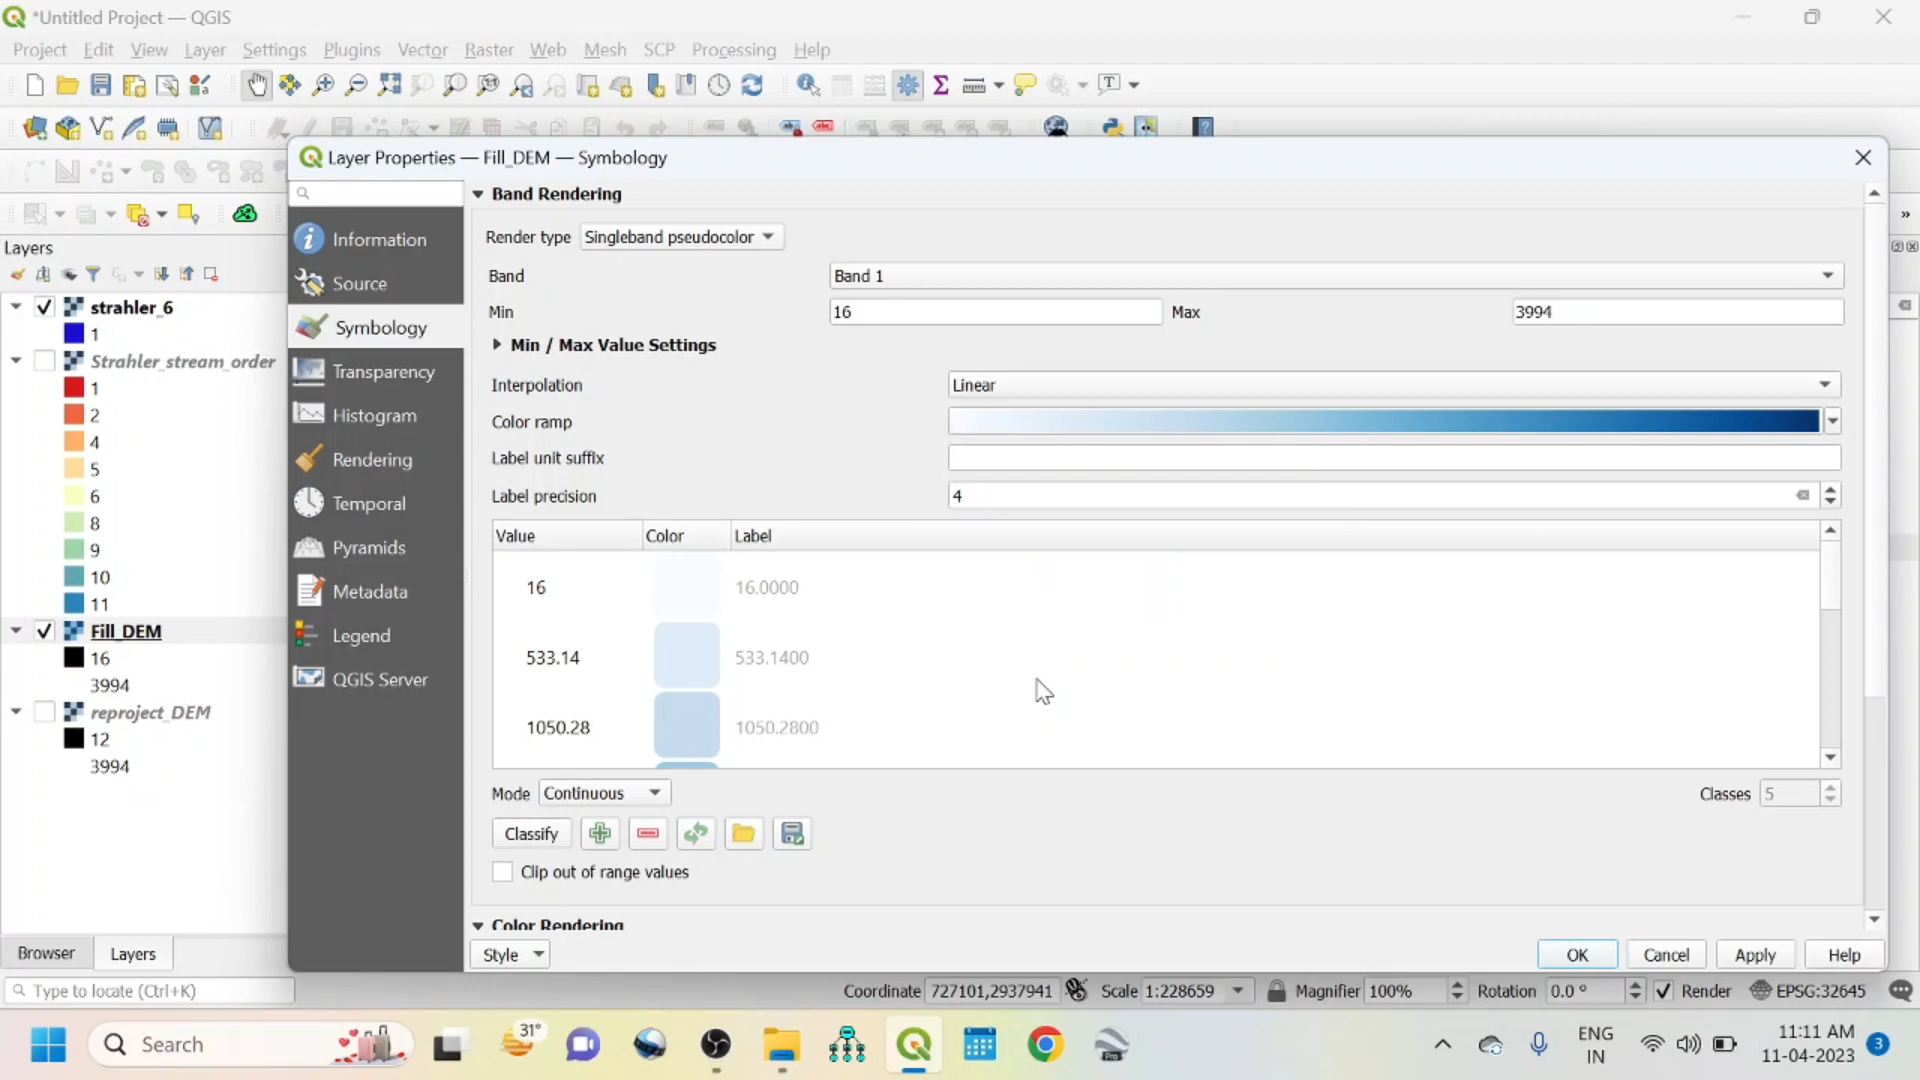 *Untitled Project — QGIS
Project Edit View Layer Settings Plugins Vector Raster Web Mesh SCP Processing Help
Layer Properties — Fill_DEM — Symbology
Layers
strahler_6
1
Strahler_stream_order
1
2
4
5
6
8
9
10
11
Fill_DEM
16
3994
reproject_DEM
12
3994
Browser Layers
Information
Source
Symbology
Transparency
Histogram
Rendering
Temporal
Pyramids
Metadata
Legend
QGIS Server
Band Rendering
Render type Singleband pseudocolor
Band Band 1
Min 16 Max 3994
Min / Max Value Settings
Interpolation Linear
Color ramp
Label unit suffix
Label precision 4
Value Color Label
16 16.0000
533.14 533.1400
1050.28 1050.2800
Mode Continuous Classes 5
Classify
Clip out of range values
Color Rendering
Style OK Cancel Apply Help
Type to locate (Ctrl+K) Coordinate 727101,2937941 Scale 1:228659 Magnifier 100% Rotation 0.0 ° Render EPSG:32645
Search 31° ENG IN 11:11 AM 11-04-2023 3